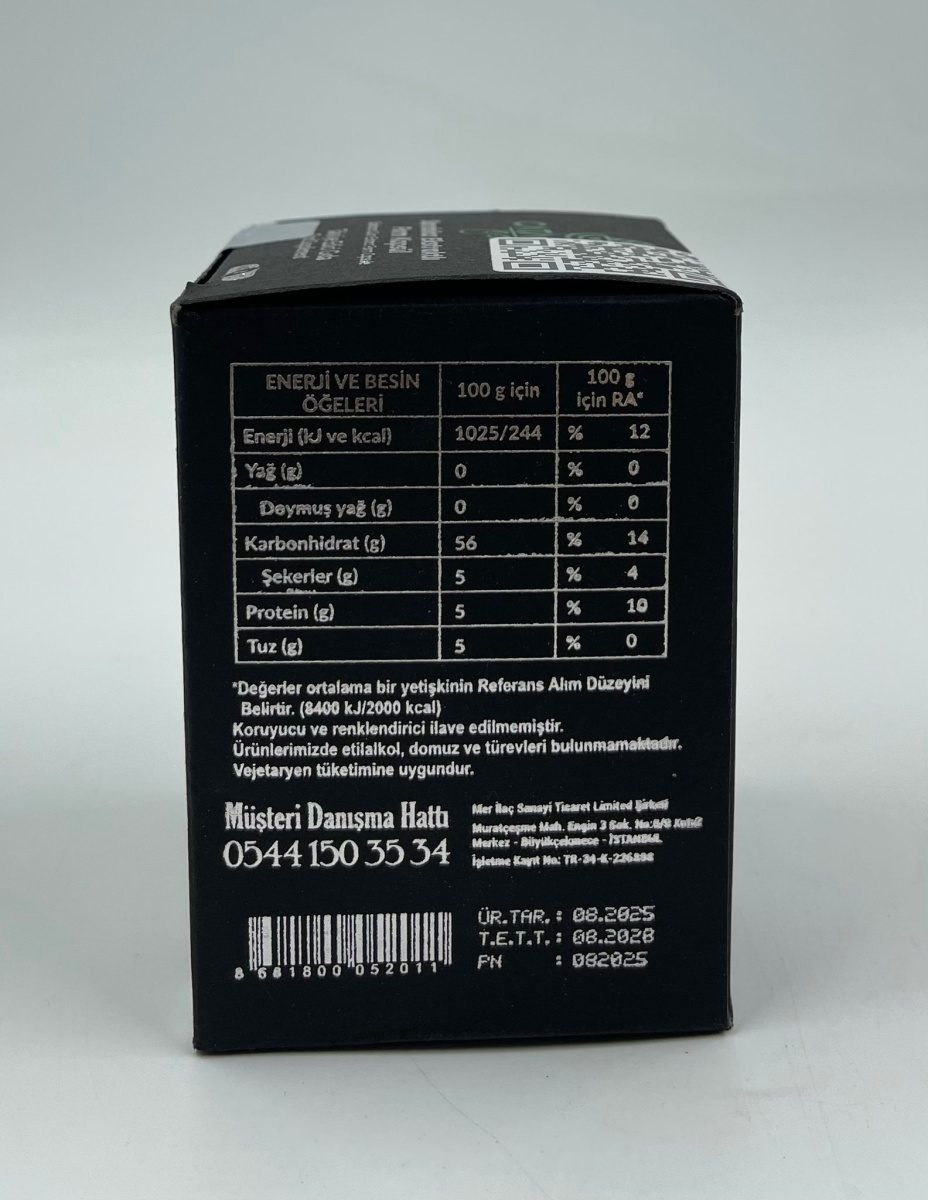 ENERJİ VE BESİN ÖĞELERİ | 100 g için | 100 g için RA*
Enerji (kJ ve kcal) | 1025/244 | % 12
Yağ (g) | 0 | % 0
Doymuş yağ (g) | 0 | % 0
Karbonhidrat (g) | 56 | % 14
Şekerler (g) | 5 | % 4
Protein (g) | 5 | % 10
Tuz (g) | 5 | % 0
*Değerler ortalama bir yetişkinin Referans Alım Düzeyini
Belirtir. (8400 kJ/2000 kcal)
Koruyucu ve renklendirici ilave edilmemiştir.
Ürünlerimizde etilalkol, domuz ve türevleri bulunmamaktadır.
Vejetaryen tüketimine uygundur.
Müşteri Danışma Hattı
0544 150 35 34
Mer İlaç Sanayi Ticaret Limited Şirketi
Muratçeşme Mah. Engin 3 Sok.
Merkez - Büyükçekmece - İSTANBUL
İşletme Kayıt No:
8 681800 052011
ÜR.TAR. : 08.2025
T.E.T.T. : 08.2028
PN : 082025